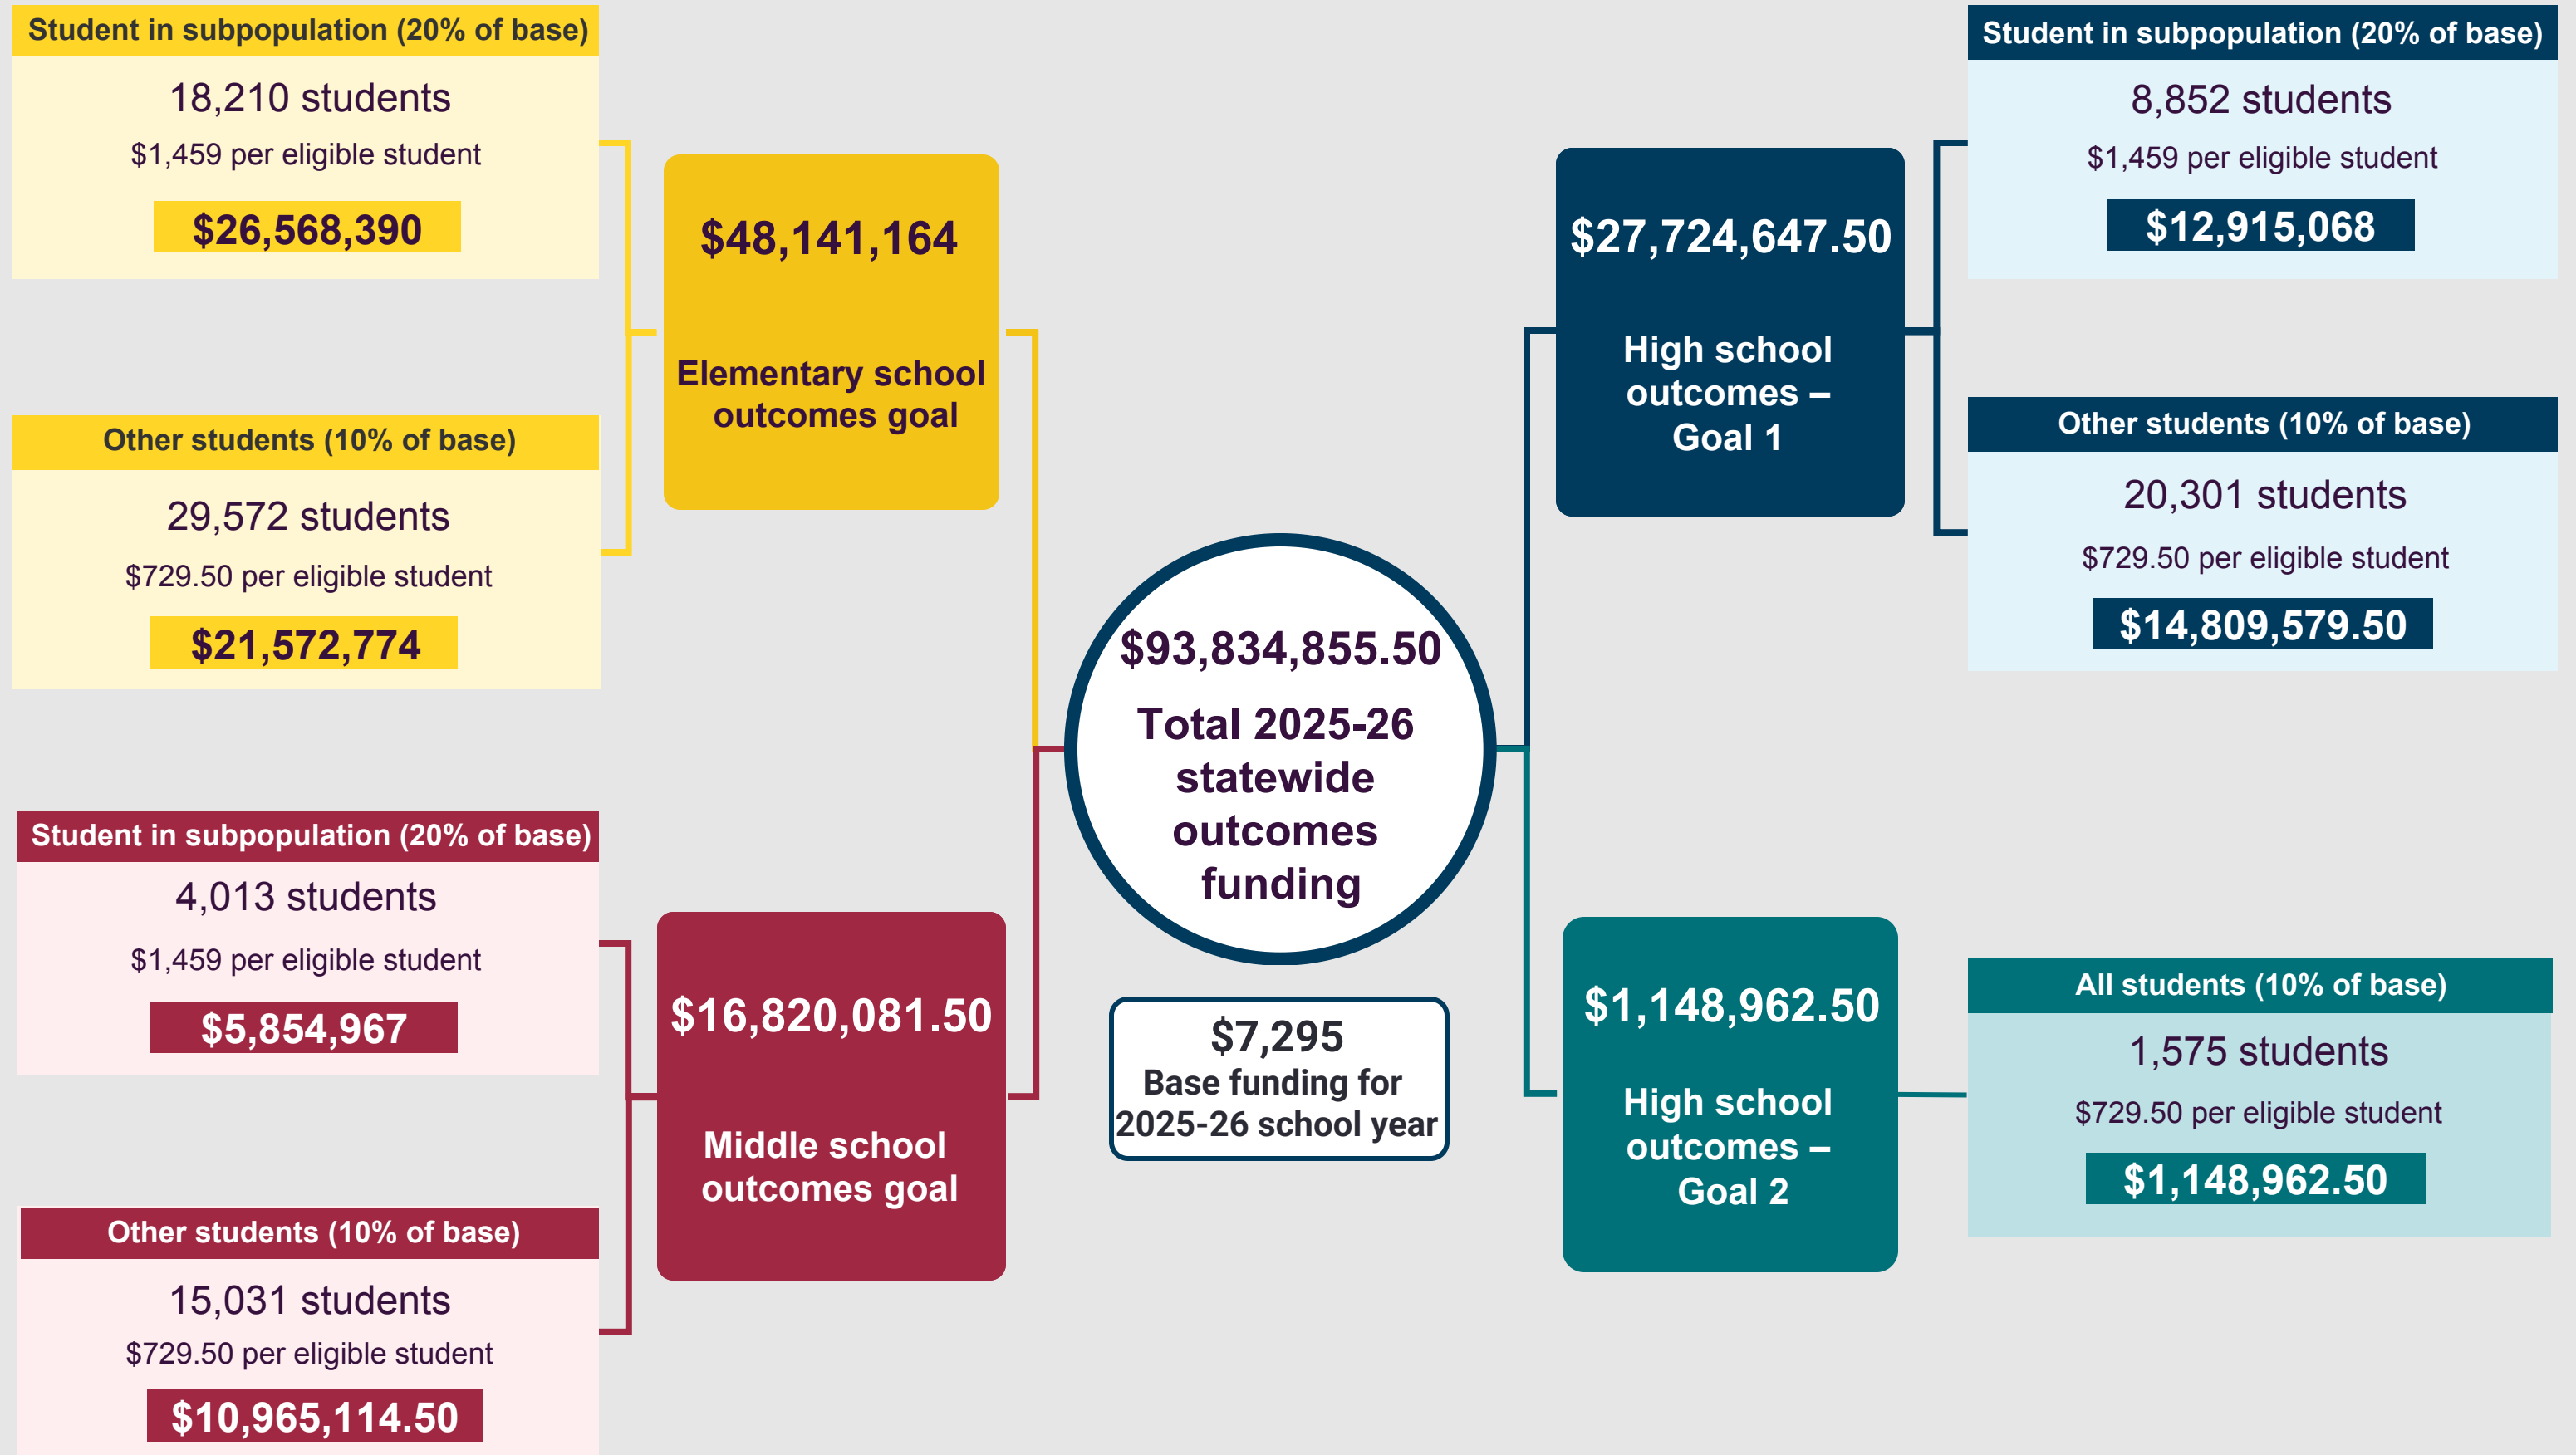 Student in subpopulation (20% of base)
18,210 students
$1,459 per eligible student
$26,568,390
Other students (10% of base)
29,572 students
$729.50 per eligible student
$21,572,774
$48,141,164
Elementary school
outcomes goal
Student in subpopulation (20% of base)
4,013 students
$1,459 per eligible student
$5,854,967
Other students (10% of base)
15,031 students
$729.50 per eligible student
$10,965,114.50
$16,820,081.50
Middle school
outcomes goal
$93,834,855.50
Total 2025-26
statewide
outcomes
funding
$7,295
Base funding for
2025-26 school year
$27,724,647.50
High school
outcomes –
Goal 1
Student in subpopulation (20% of base)
8,852 students
$1,459 per eligible student
$12,915,068
Other students (10% of base)
20,301 students
$729.50 per eligible student
$14,809,579.50
$1,148,962.50
High school
outcomes –
Goal 2
All students (10% of base)
1,575 students
$729.50 per eligible student
$1,148,962.50